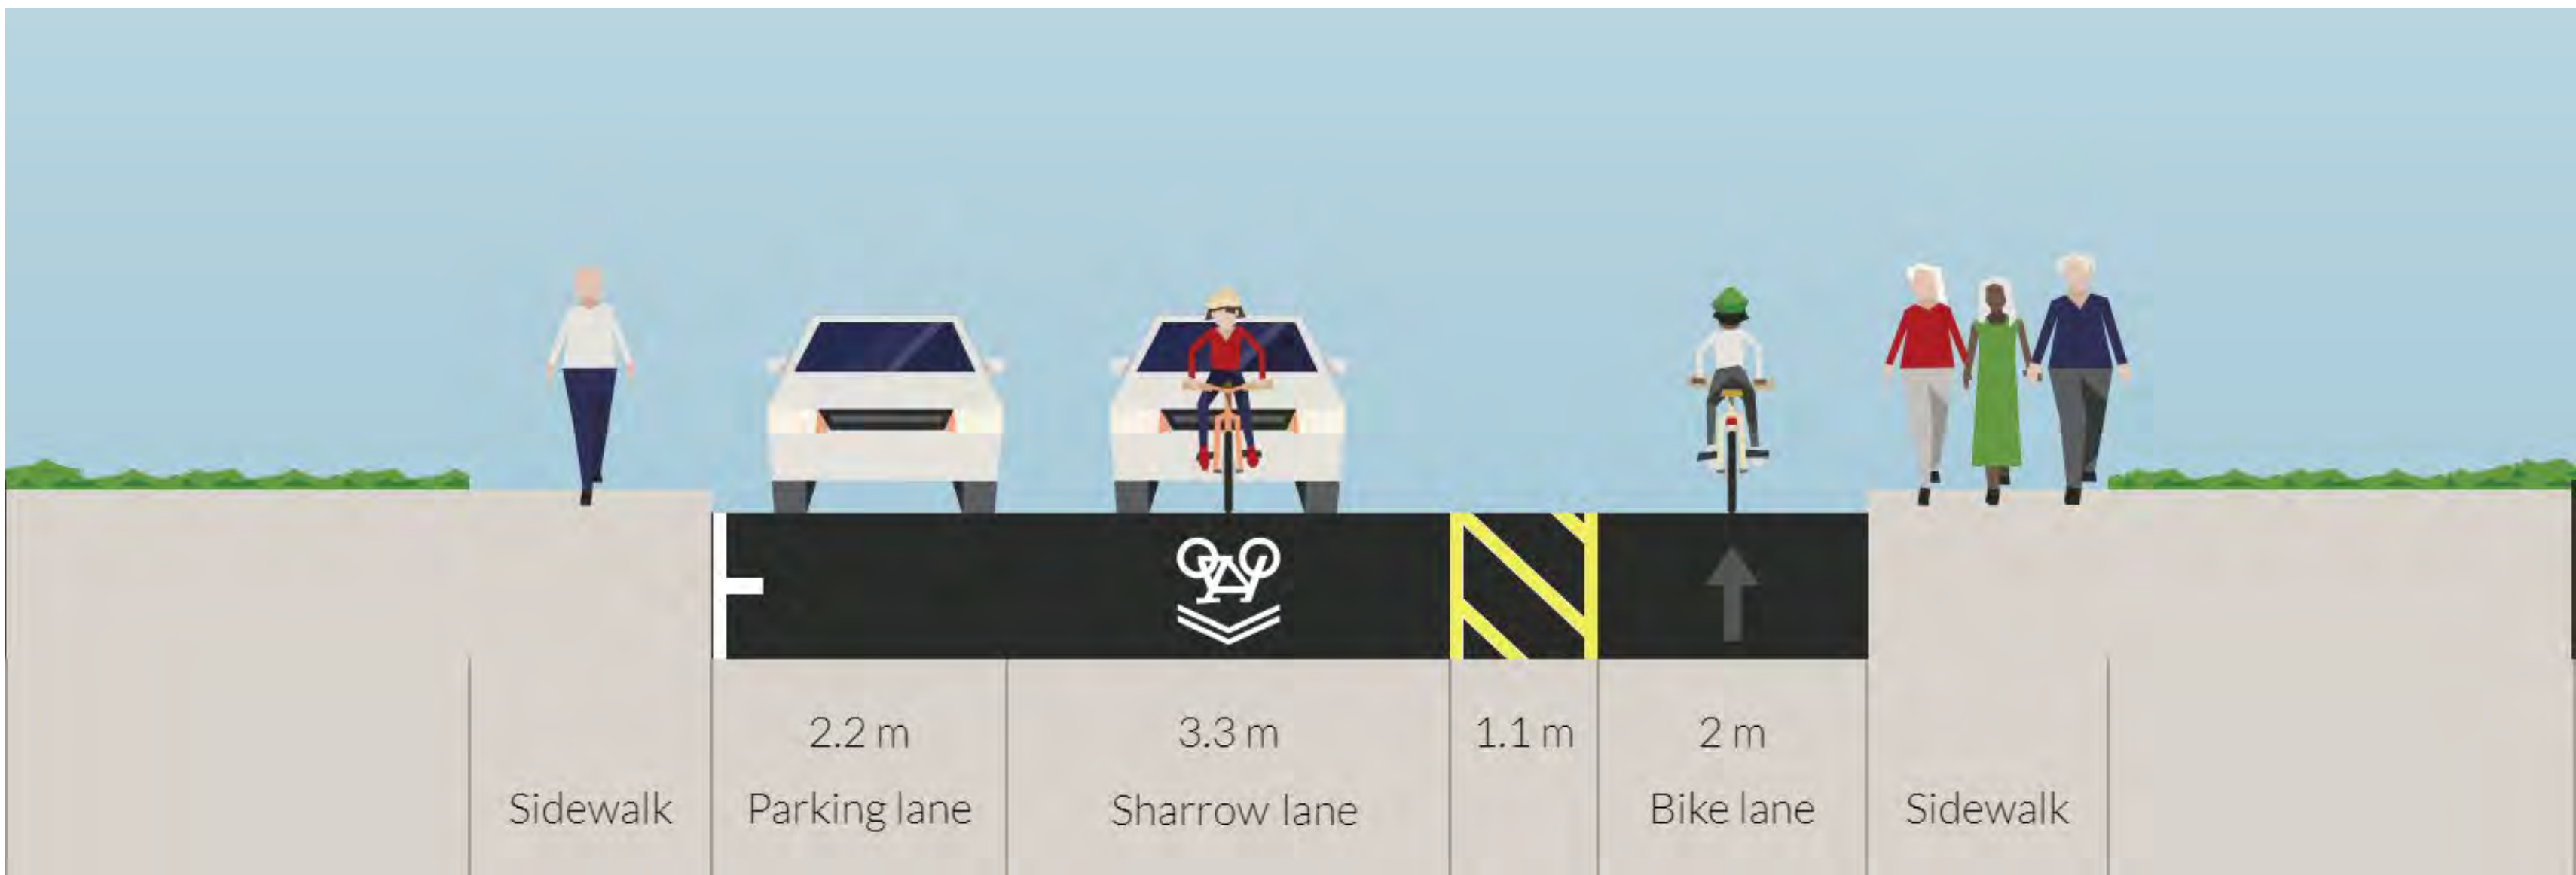 2.2 m
3.3 m
1.1 m
2 m
Sidewalk
Parking lane
Sharrow lane
Bike lane
Sidewalk